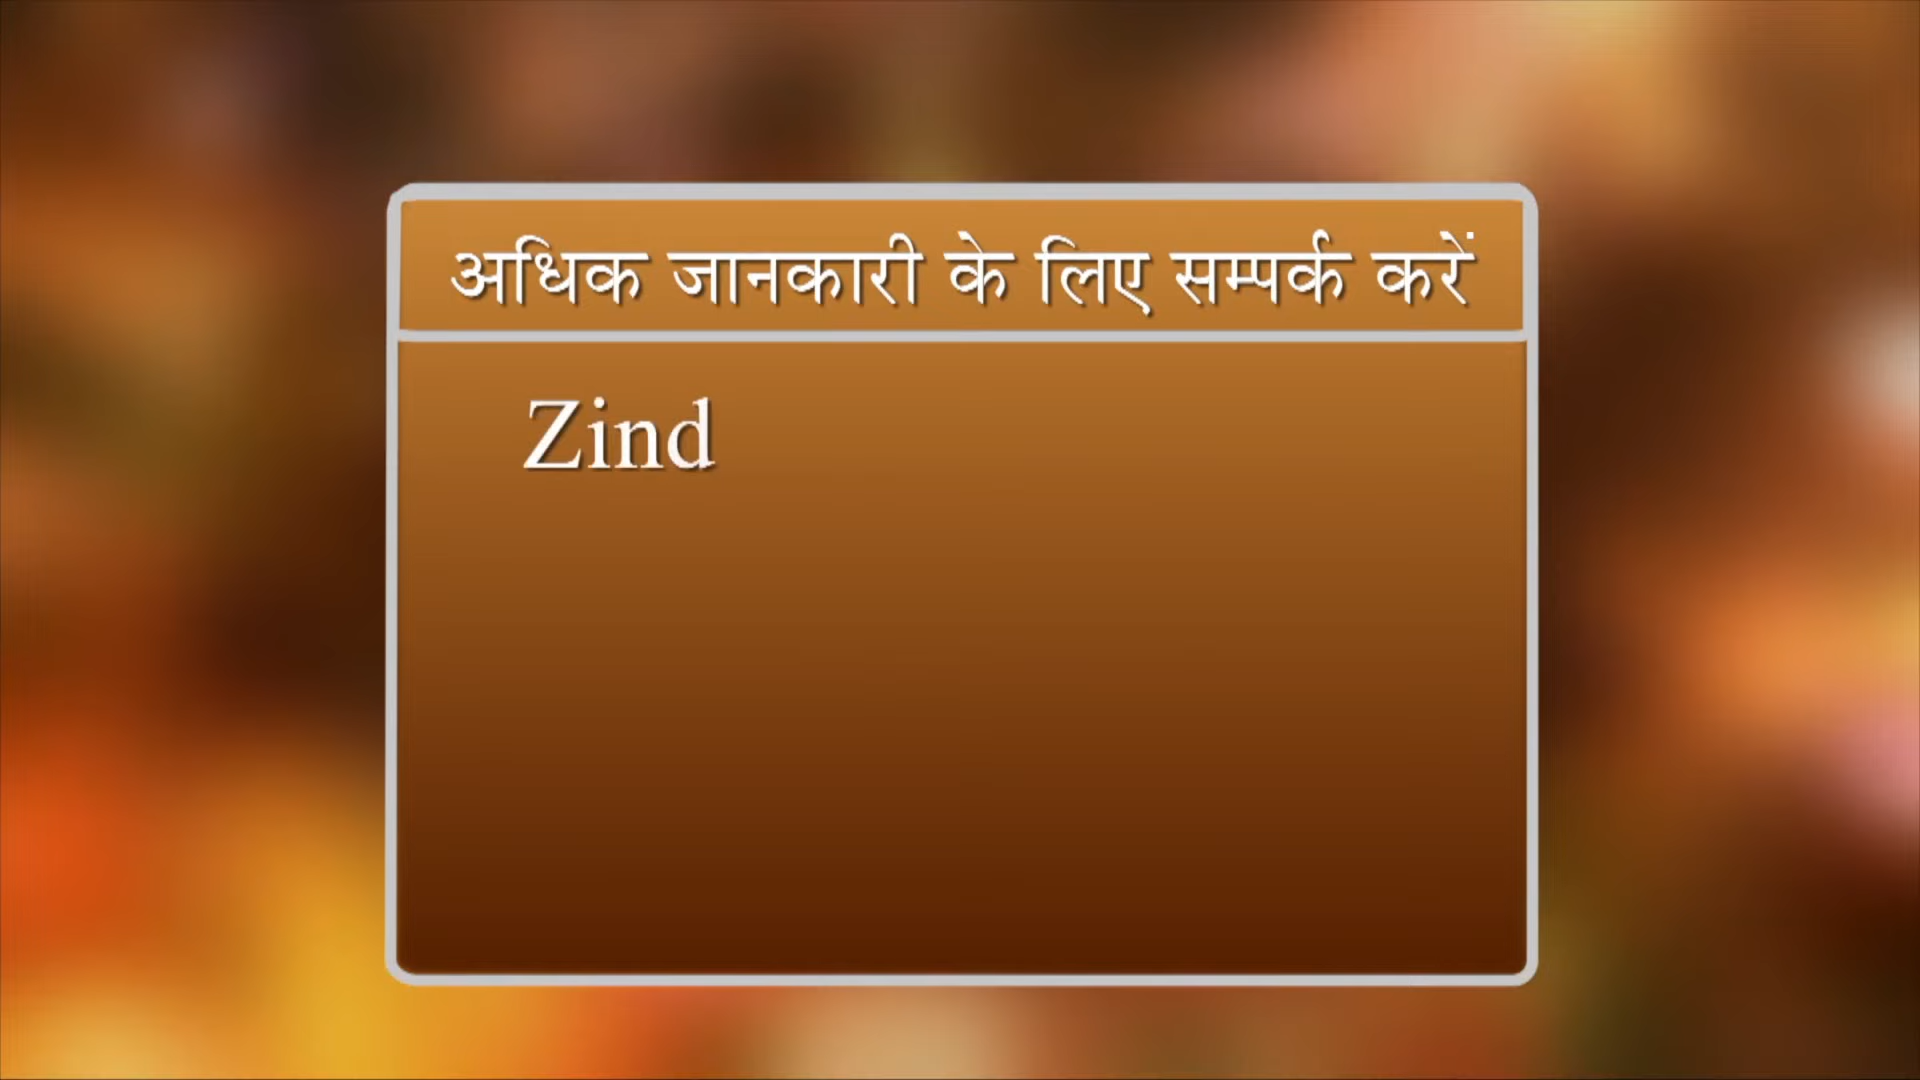 अधिक जानकारी के लिए सम्पर्क करें
Zind